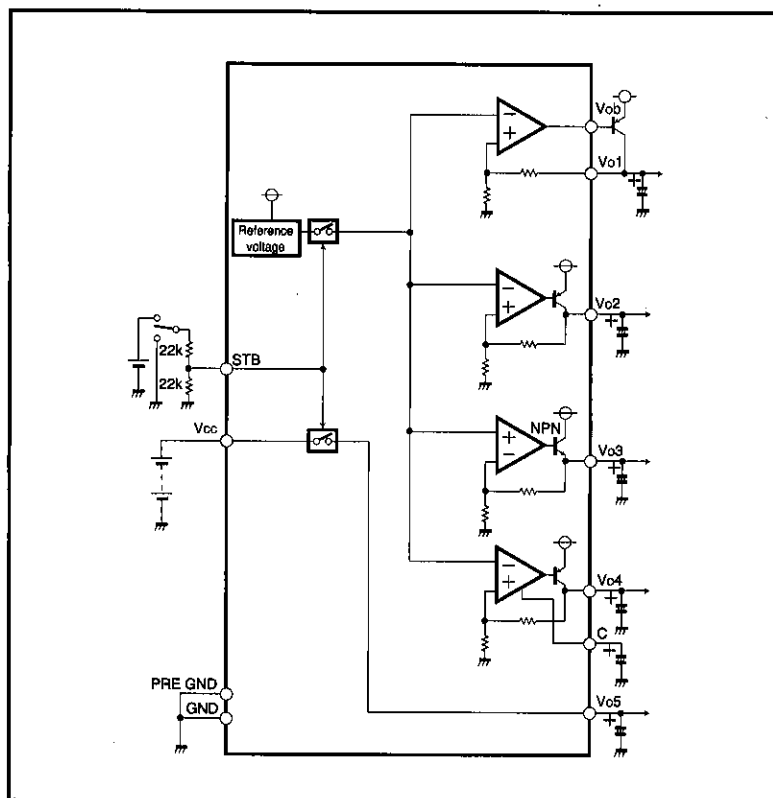 Vob
Vo1
Reference
voltage
Vo2
22k
STB
22k
Vcc
NPN
Vo3
Vo4
C
PRE GND
GND
Vo5